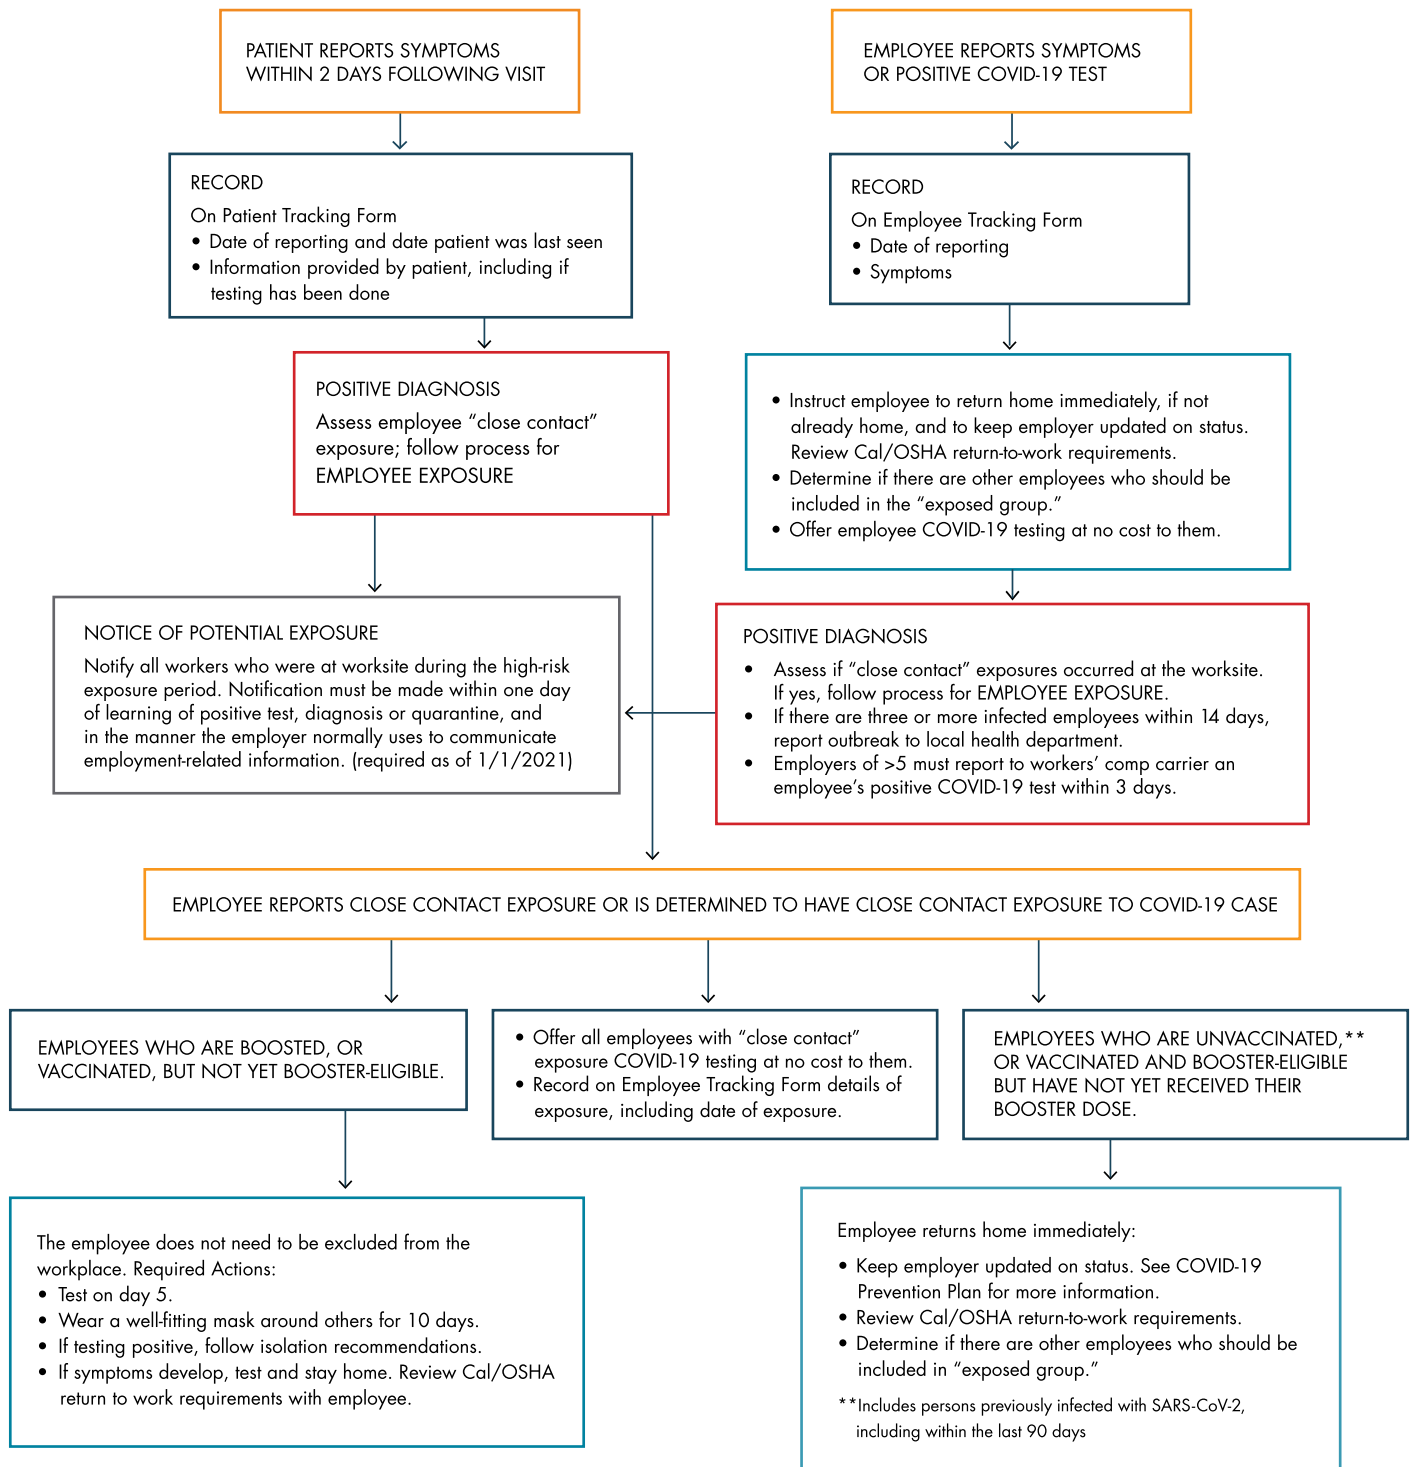 PATIENT REPORTS SYMPTOMS
WITHIN 2 DAYS FOLLOWING VISIT
EMPLOYEE REPORTS SYMPTOMS
OR POSITIVE COVID-19 TEST
RECORD
On Patient Tracking Form
• Date of reporting and date patient was last seen
• Information provided by patient, including if
testing has been done
RECORD
On Employee Tracking Form
• Date of reporting
• Symptoms
POSITIVE DIAGNOSIS
Assess employee “close contact”
exposure; follow process for
EMPLOYEE EXPOSURE
• Instruct employee to return home immediately, if not
already home, and to keep employer updated on status.
Review Cal/OSHA return-to-work requirements.
• Determine if there are other employees who should be
included in the “exposed group.”
• Offer employee COVID-19 testing at no cost to them.
NOTICE OF POTENTIAL EXPOSURE
Notify all workers who were at worksite during the high-risk
exposure period. Notification must be made within one day
of learning of positive test, diagnosis or quarantine, and
in the manner the employer normally uses to communicate
employment-related information. (required as of 1/1/2021)
POSITIVE DIAGNOSIS
• Assess if “close contact” exposures occurred at the worksite.
If yes, follow process for EMPLOYEE EXPOSURE.
• If there are three or more infected employees within 14 days,
report outbreak to local health department.
• Employers of >5 must report to workers’ comp carrier an
employee’s positive COVID-19 test within 3 days.
EMPLOYEE REPORTS CLOSE CONTACT EXPOSURE OR IS DETERMINED TO HAVE CLOSE CONTACT EXPOSURE TO COVID-19 CASE
EMPLOYEES WHO ARE BOOSTED, OR
VACCINATED, BUT NOT YET BOOSTER-ELIGIBLE.
• Offer all employees with “close contact”
exposure COVID-19 testing at no cost to them.
• Record on Employee Tracking Form details of
exposure, including date of exposure.
EMPLOYEES WHO ARE UNVACCINATED,**
OR VACCINATED AND BOOSTER-ELIGIBLE
BUT HAVE NOT YET RECEIVED THEIR
BOOSTER DOSE.
The employee does not need to be excluded from the
workplace. Required Actions:
• Test on day 5.
• Wear a well-fitting mask around others for 10 days.
• If testing positive, follow isolation recommendations.
• If symptoms develop, test and stay home. Review Cal/OSHA
return to work requirements with employee.
Employee returns home immediately:
• Keep employer updated on status. See COVID-19
Prevention Plan for more information.
• Review Cal/OSHA return-to-work requirements.
• Determine if there are other employees who should be
included in “exposed group.”
**Includes persons previously infected with SARS-CoV-2,
including within the last 90 days